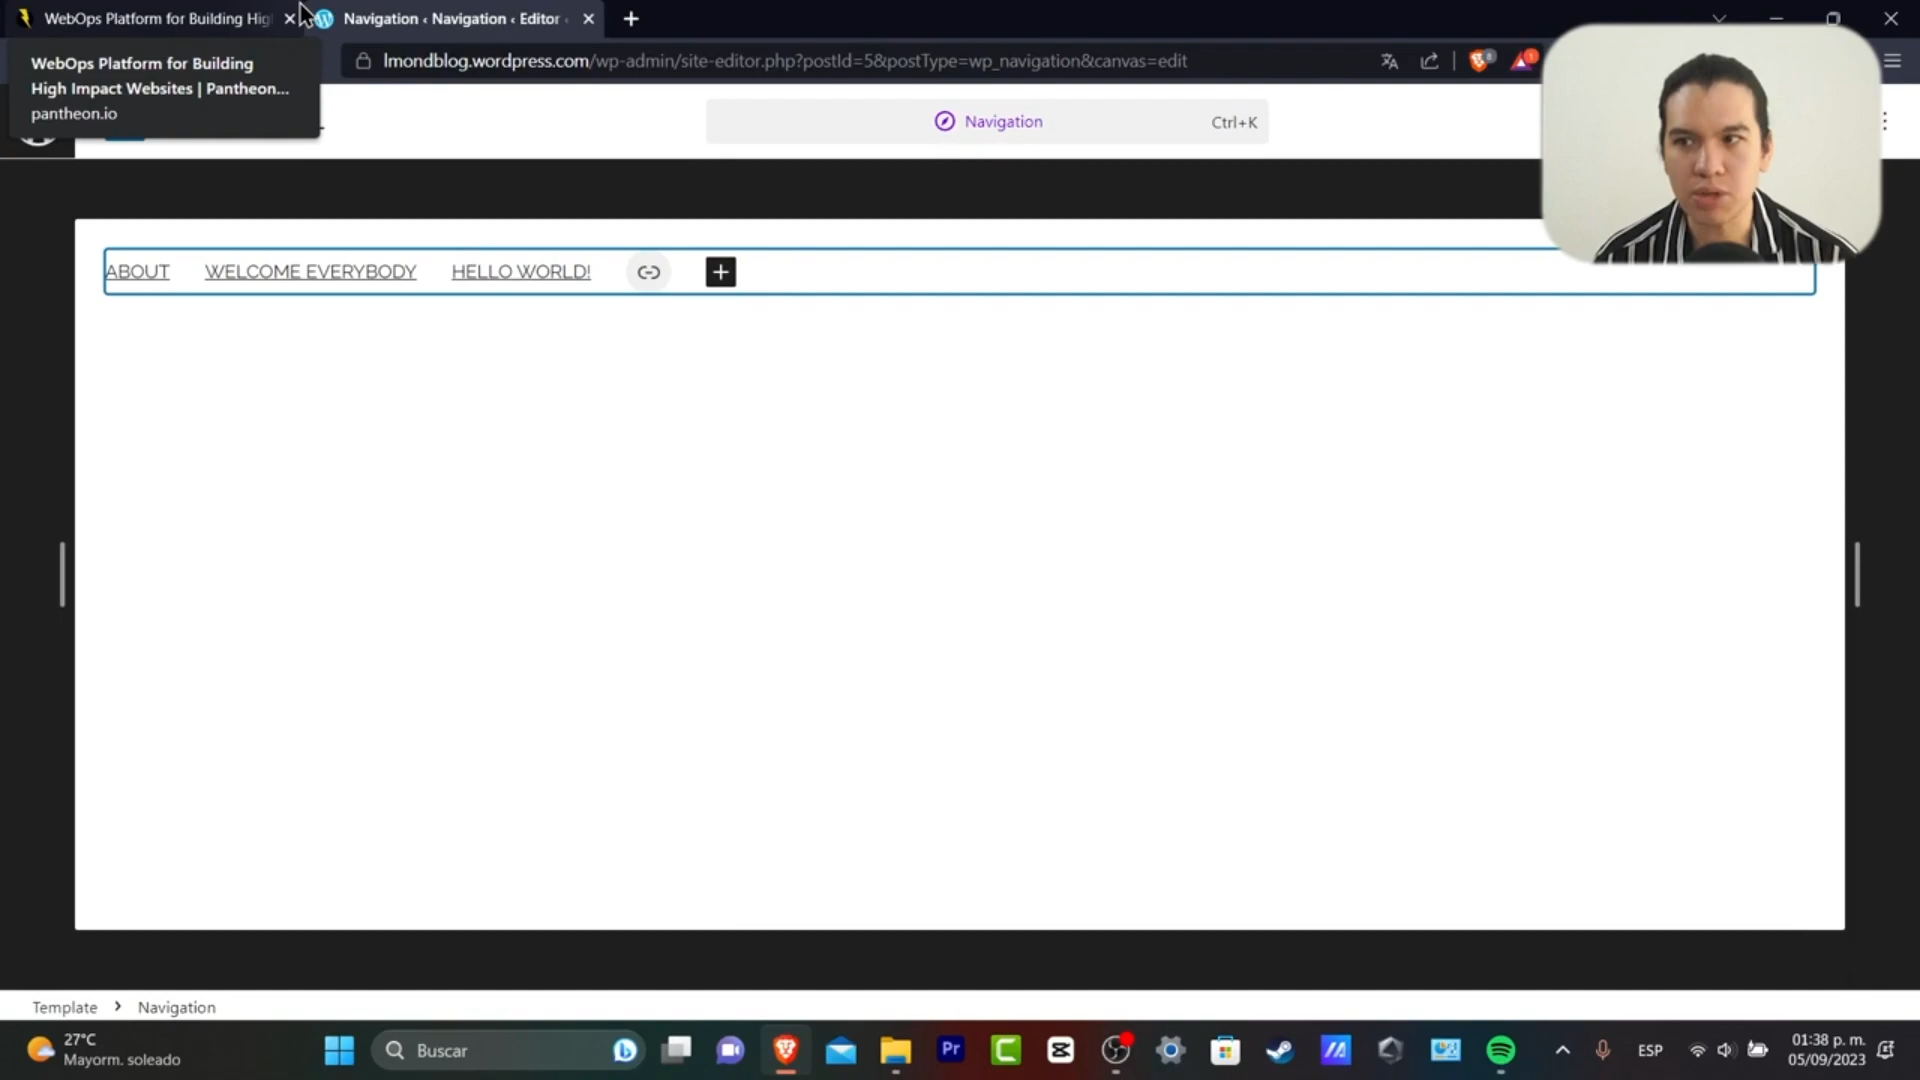 WebOps Platform for Building Hig
Navigation ‹ Navigation ‹ Editor ‹
WebOps Platform for Building
High Impact Websites | Pantheon...
pantheon.io
lmondblog.wordpress.com/wp-admin/site-editor.php?postId=5&postType=wp_navigation&canvas=edit
Navigation
Ctrl+K
ABOUT
WELCOME EVERYBODY
HELLO WORLD!
Template
Navigation
27°C
Mayorm. soleado
Buscar
Pr
ESP
01:38 p. m.
05/09/2023